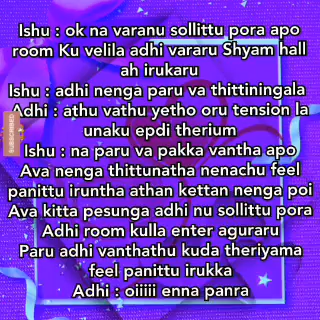 Ishu : ok na varanu sollittu pora apo
room Ku velila adhi vararu Shyam hall
ah irukaru
Ishu : adhi nenga paru va thittiningala
Adhi : athu vathu yetho oru tension la
unaku epdi therium
Ishu : na paru va pakka vantha apo
Ava nenga thittunatha nenachu feel
panittu iruntha athan kettan nenga poi
Ava kitta pesunga adhi nu sollittu pora
Adhi room kulla enter aguraru
Paru adhi vanthathu kuda theriyama
feel panittu irukka
Adhi : oiiiii enna panra
SUBSCRIBED